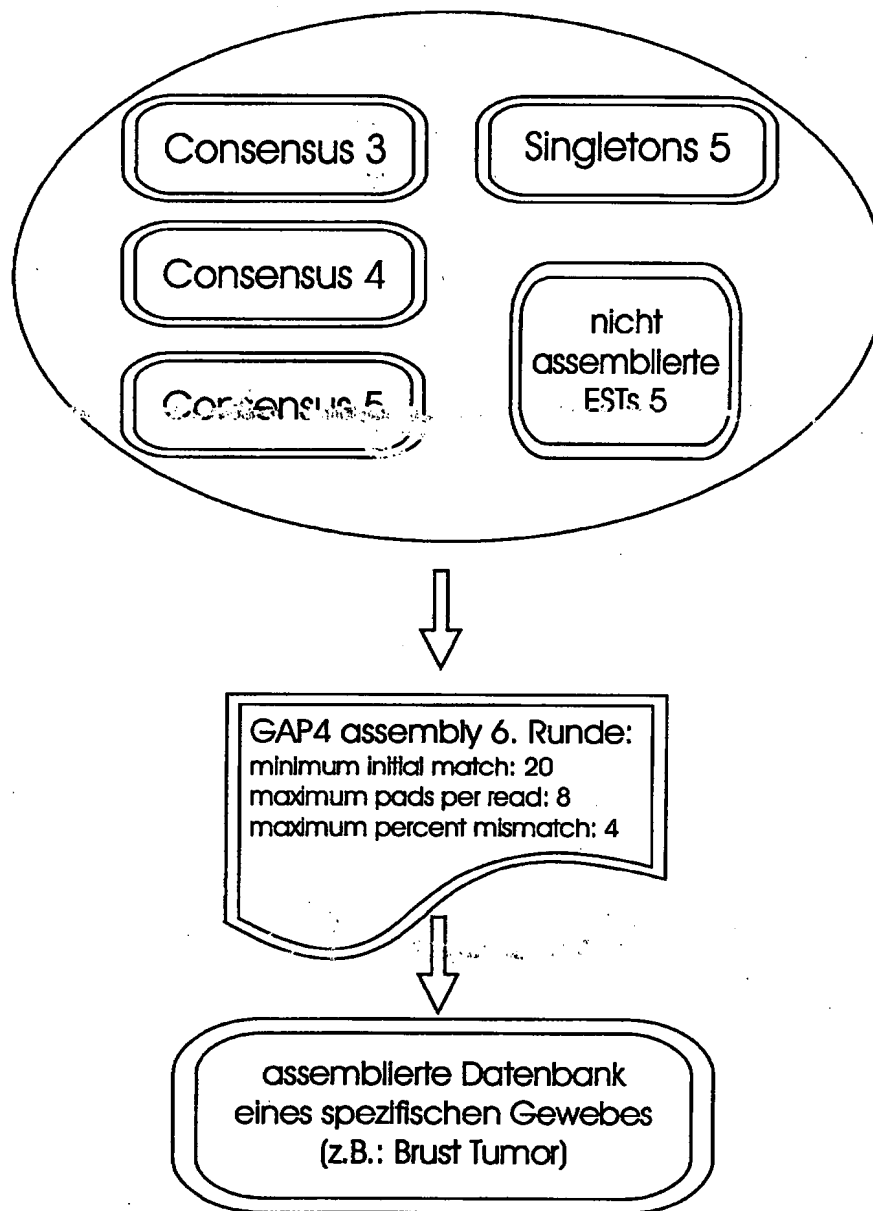 Consensus 3
Singletons 5
Consensus 4
nicht
assemblierte
ESTs 5
Consensus 5
GAP4 assembly 6. Runde:
minimum initial match: 20
maximum pads per read: 8
maximum percent mismatch: 4
assemblierte Datenbank
eines spezifischen Gewebes
(z.B.: Brust Tumor)